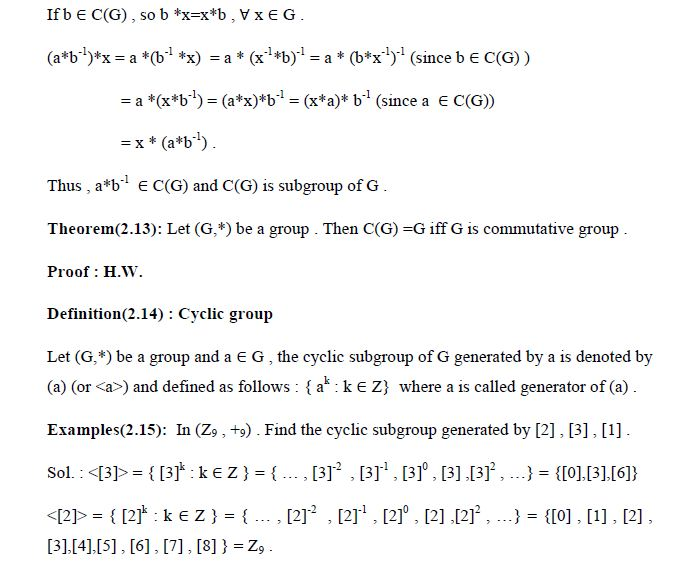 If b ∈ C(G) , so b *x=x*b , ∀ x ∈ G .
(a*b⁻¹)*x = a *(b⁻¹ *x) = a * (x⁻¹*b)⁻¹ = a * (b*x⁻¹)⁻¹ (since b ∈ C(G) )
= a *(x*b⁻¹) = (a*x)*b⁻¹ = (x*a)* b⁻¹ (since a ∈ C(G))
= x * (a*b⁻¹) .
Thus , a*b⁻¹ ∈ C(G) and C(G) is subgroup of G .
Theorem(2.13): Let (G,*) be a group . Then C(G) =G iff G is commutative group .
Proof : H.W.
Definition(2.14) : Cyclic group
Let (G,*) be a group and a ∈ G , the cyclic subgroup of G generated by a is denoted by
(a) (or <a>) and defined as follows : { aᵏ : k ∈ Z} where a is called generator of (a) .
Examples(2.15): In (Z₉ , +₉) . Find the cyclic subgroup generated by [2] , [3] , [1] .
Sol. : <[3]> = { [3]ᵏ : k ∈ Z } = { … , [3]⁻² , [3]⁻¹ , [3]⁰ , [3] ,[3]² , …} = {[0],[3],[6]}
<[2]> = { [2]ᵏ : k ∈ Z } = { … , [2]⁻² , [2]⁻¹ , [2]⁰ , [2] ,[2]² , …} = {[0] , [1] , [2] ,
[3],[4],[5] , [6] , [7] , [8] } = Z₉ .